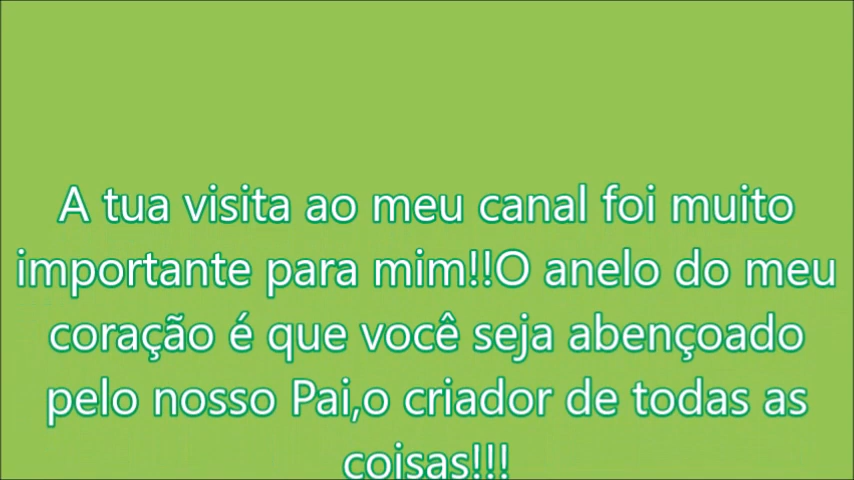 A tua visita ao meu canal foi muito
importante para mim!!O anelo do meu
coração é que você seja abençoado
pelo nosso Pai,o criador de todas as
coisas!!!